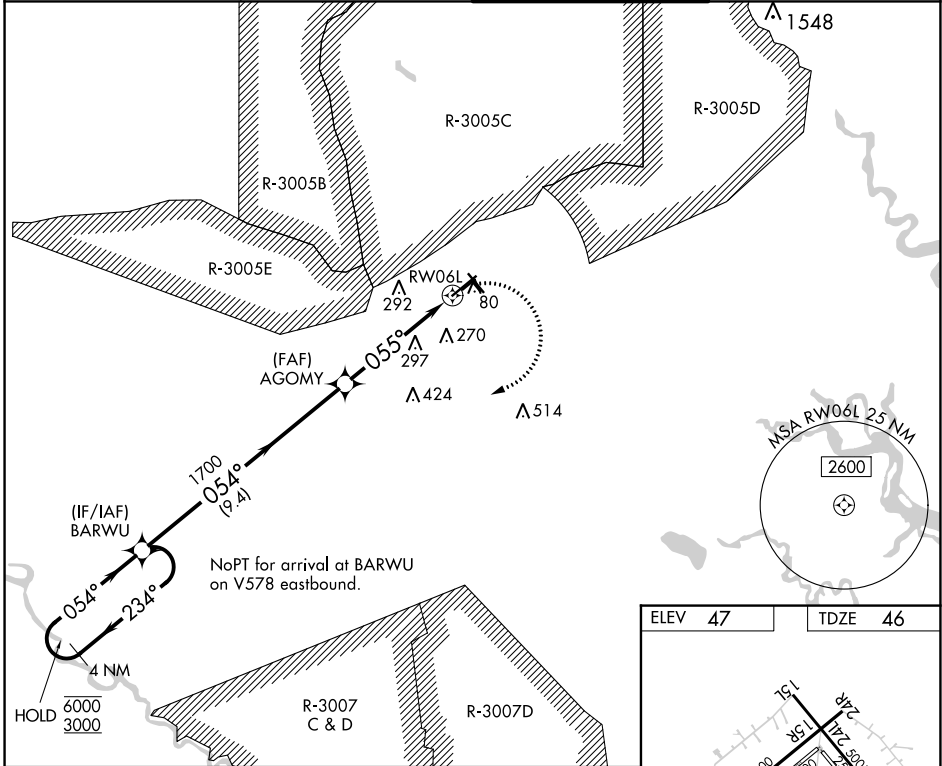 1548
R-3005C
R-3005D
R-3005B
R-3005E
RW06L
292
80
055°
270
297
(FAF)
AGOMY
424
514
MSA RW06L 25 NM
2600
1700
054°
(9.4)
(IF/IAF)
BARWU
NoPT for arrival at BARWU
on V578 eastbound.
054°
234°
4 NM
HOLD
6000
3000
R-3007
C & D
R-3007D
ELEV 47
TDZE 46
15L
24R
15R
24L